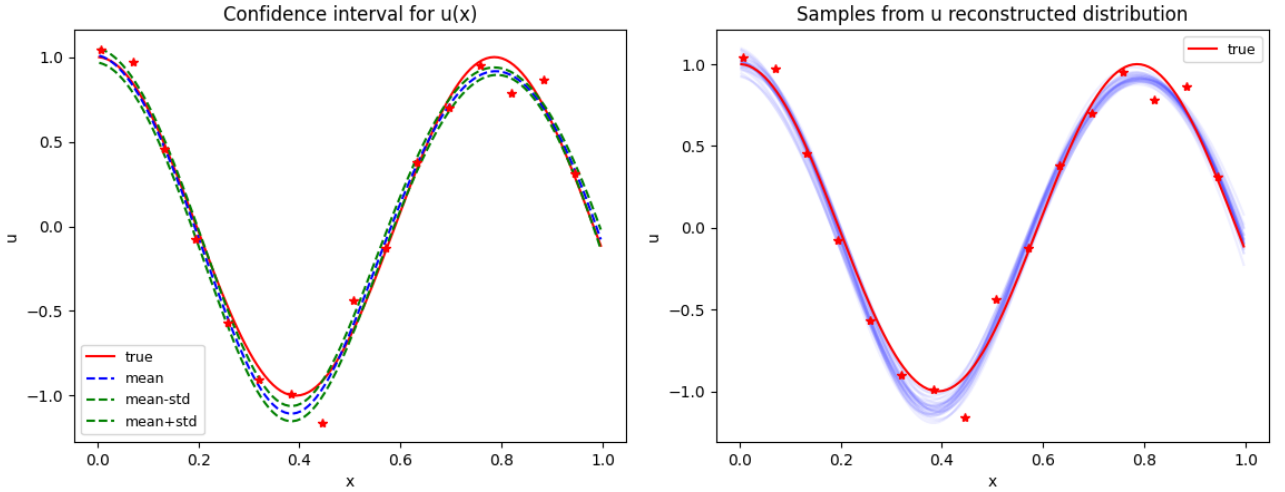 Confidence interval for u(x)
1.0
0.5
0.0
−0.5
−1.0
u
true
mean
mean-std
mean+std
0.0 0.2 0.4 0.6 0.8 1.0
x
Samples from u reconstructed distribution
true
1.0
0.5
0.0
−0.5
−1.0
u
0.0 0.2 0.4 0.6 0.8 1.0
x